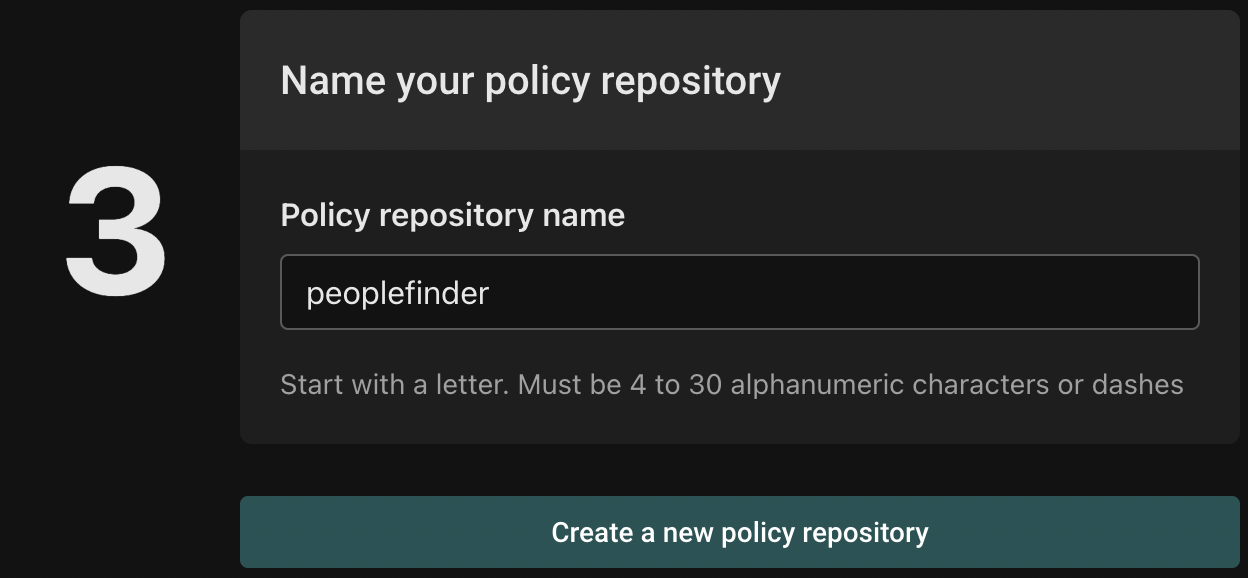 Name your policy repository
3
Policy repository name
peoplefinder
Start with a letter. Must be 4 to 30 alphanumeric characters or dashes
Create a new policy repository